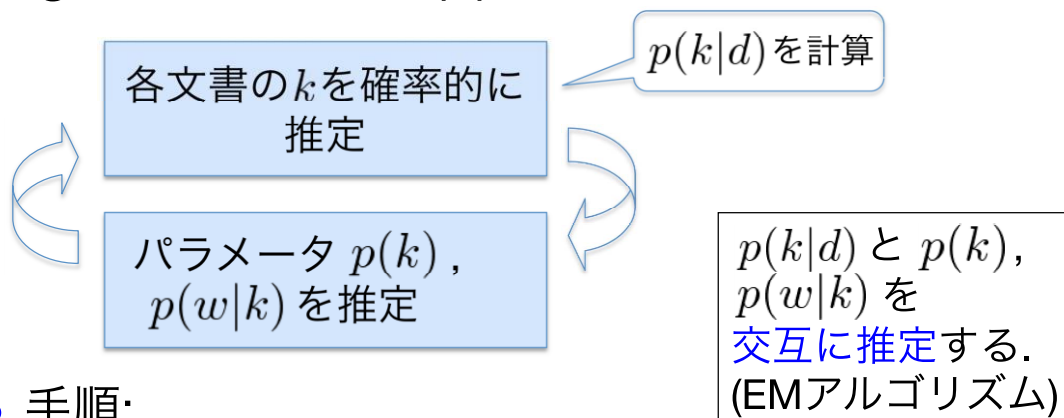 p(k|d)を計算
各文書のkを確率的に
推定
パラメータ p(k) ,
p(w|k) を推定
p(k|d) と p(k),
p(w|k) を
交互に推定する.
(EMアルゴリズム)
手順: